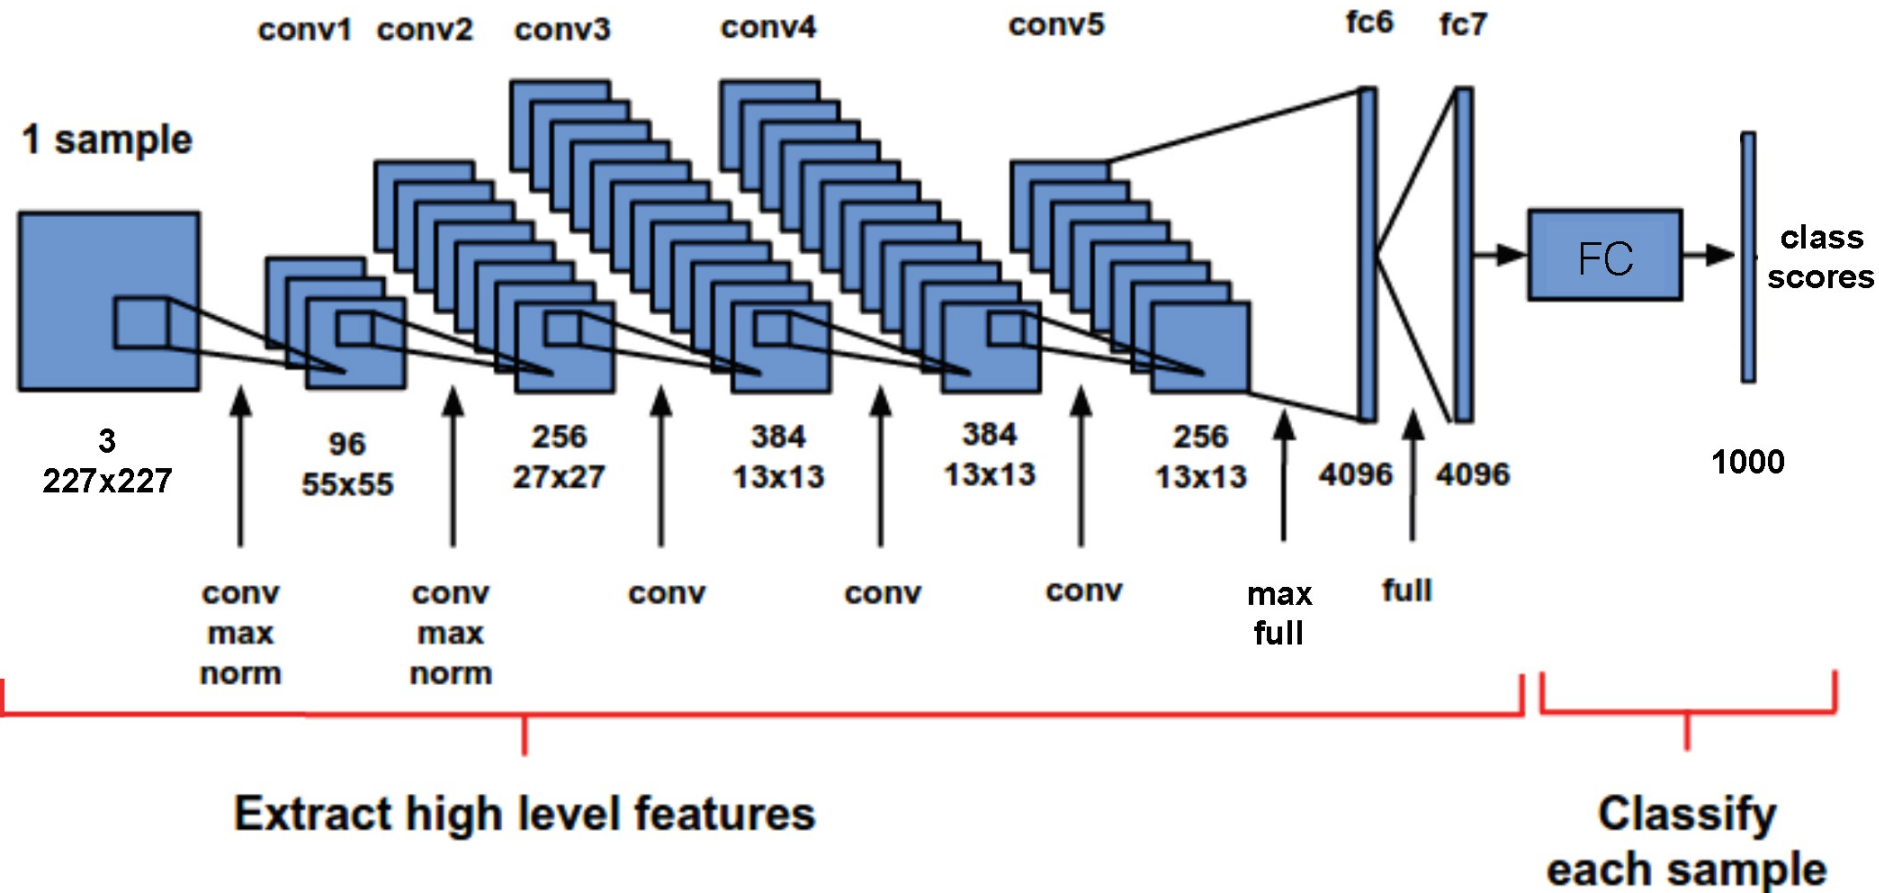 conv1 conv2 conv3 conv4 conv5 fc6 fc7
1 sample
FC
class
scores
3
227x227
96
55x55
256
27x27
384
13x13
384
13x13
256
13x13
4096
4096
1000
conv
max
norm
conv
max
norm
conv
conv
conv
max
full
full
Extract high level features
Classify
each sample